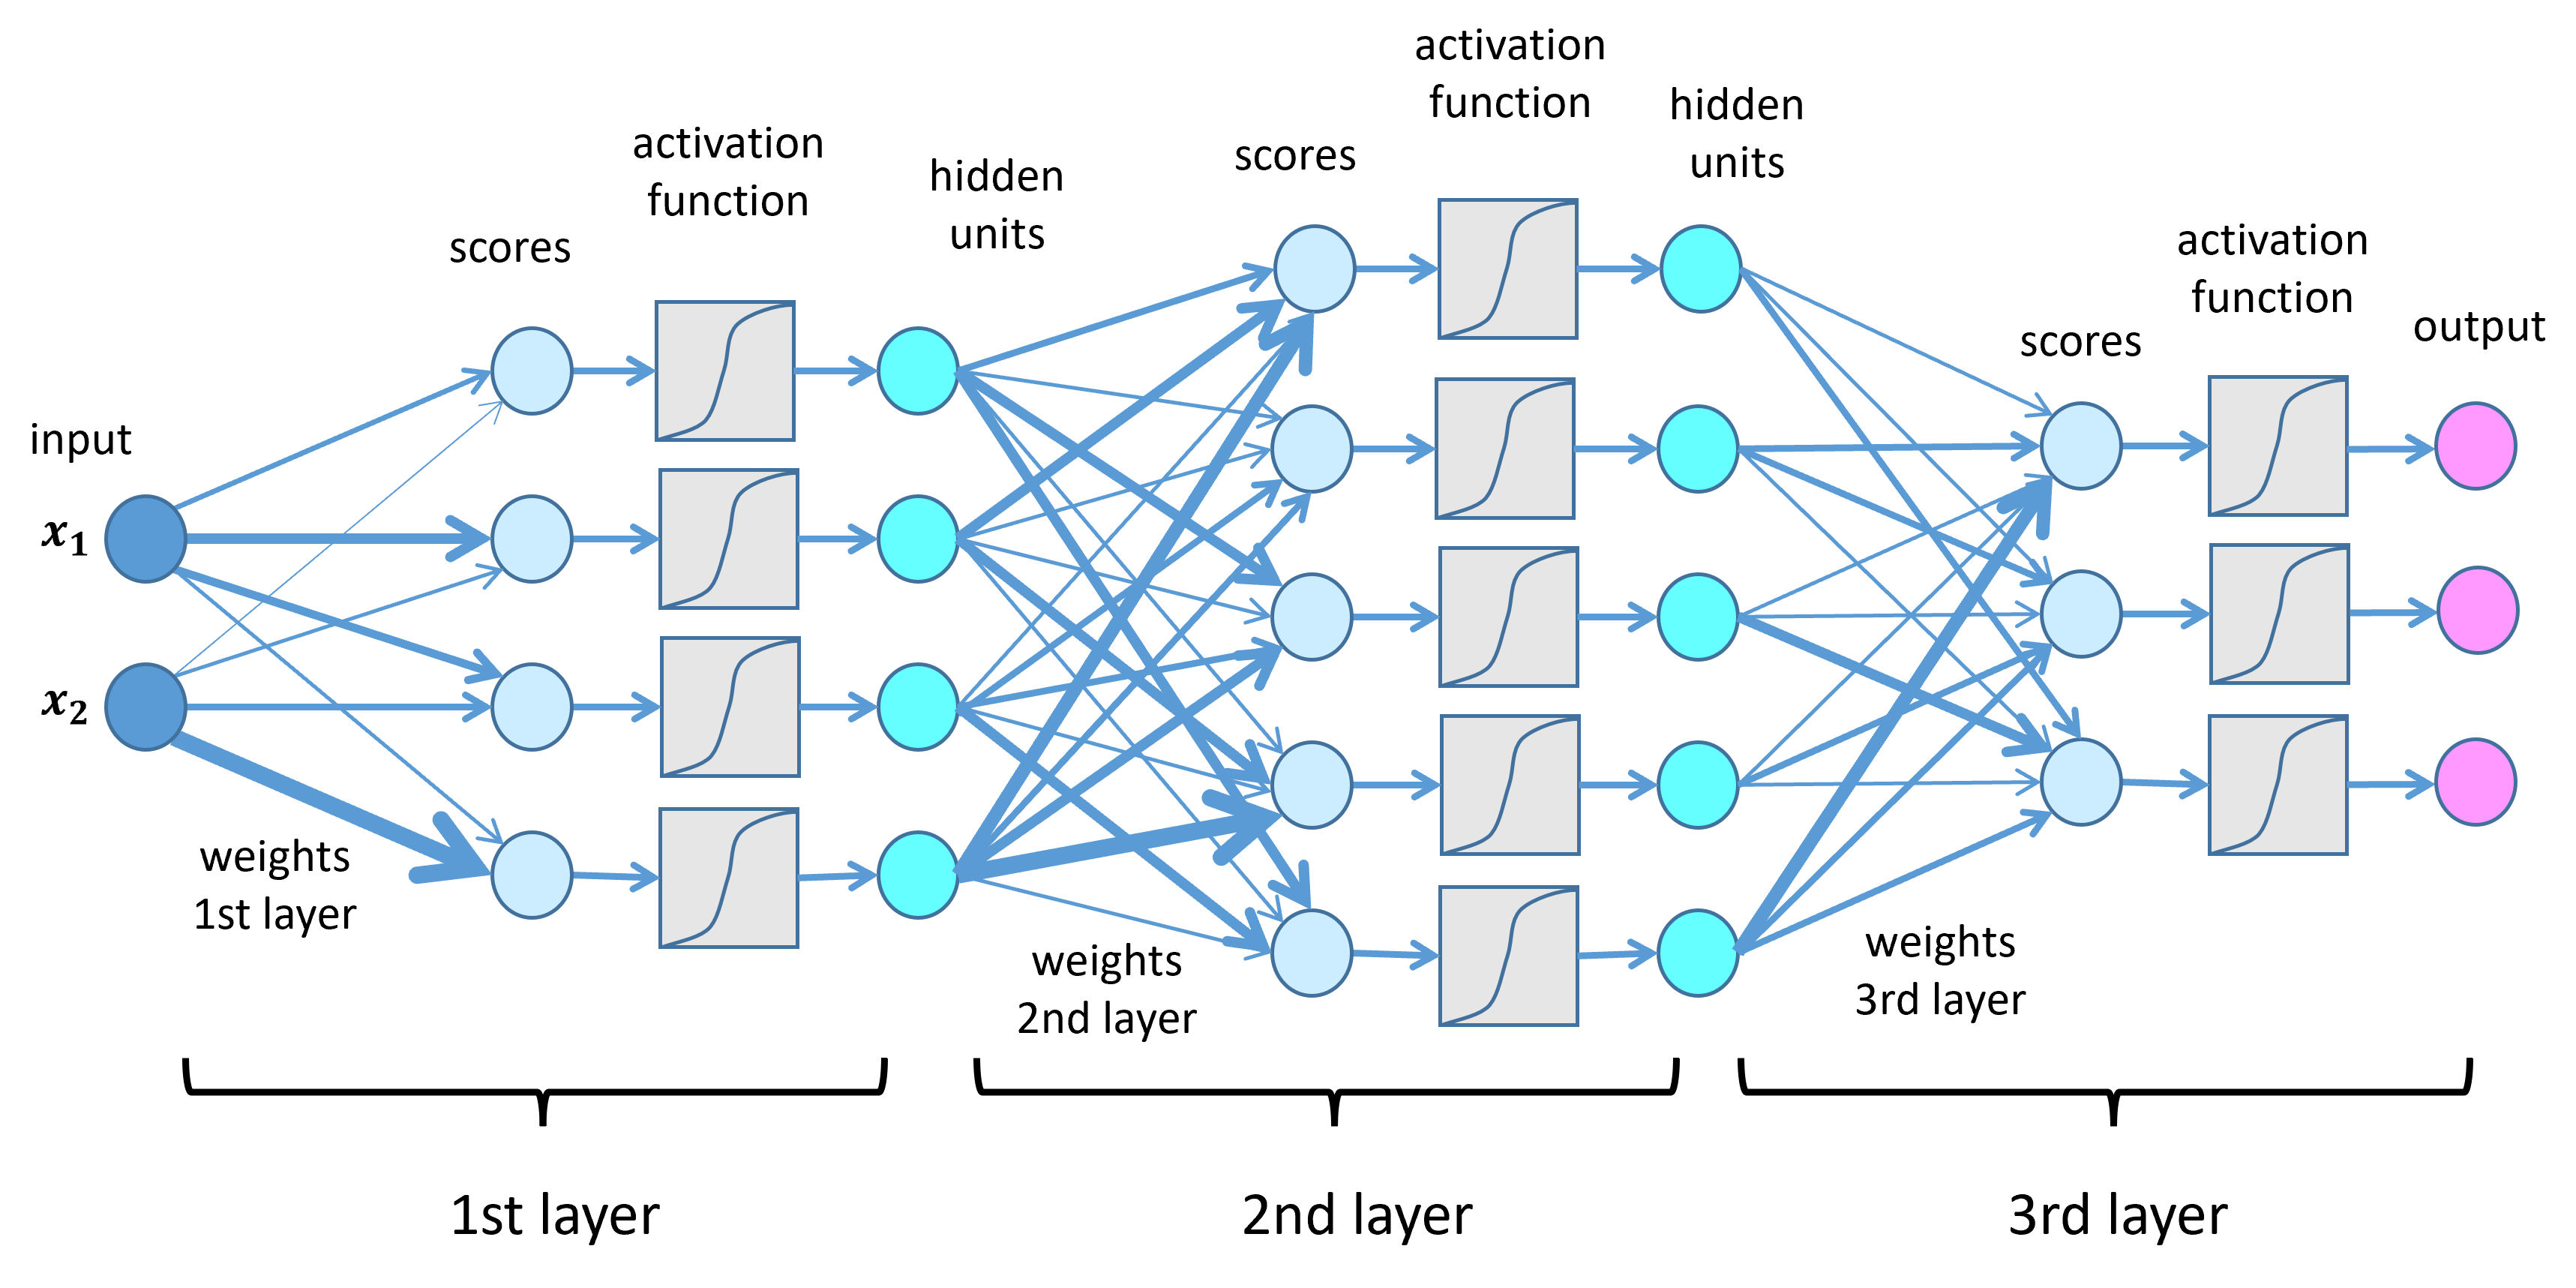 activation
function
hidden
units
scores
activation
function
hidden
units
scores
activation
function
scores
output
input
x₁
x₂
weights
1st layer
weights
2nd layer
weights
3rd layer
1st layer
2nd layer
3rd layer